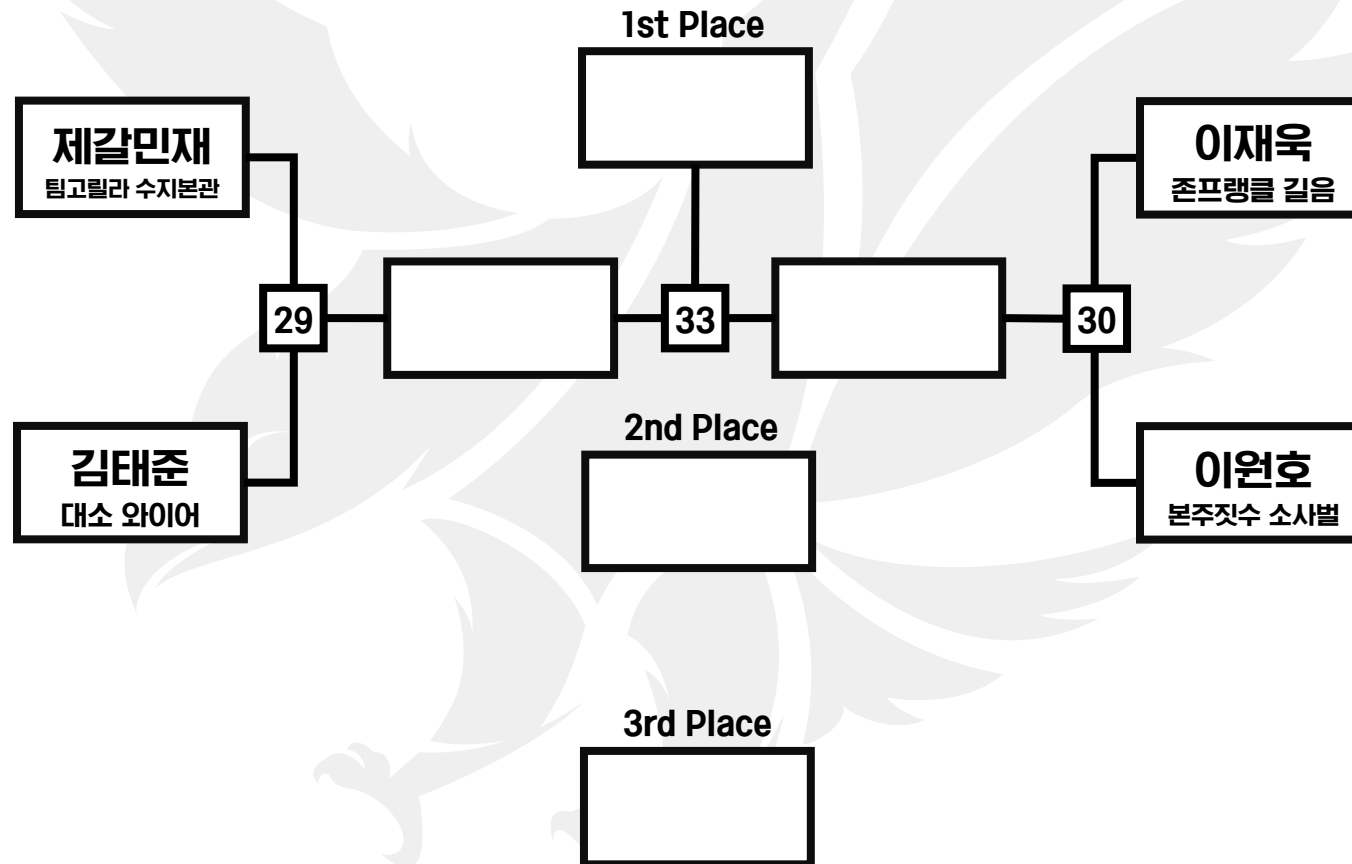 1st Place
제갈민재
팀고릴라 수지본관
이재욱
존프랭클 길음
29
33
30
2nd Place
김태준
대소 와이어
이원호
본주짓수 소사벌
3rd Place